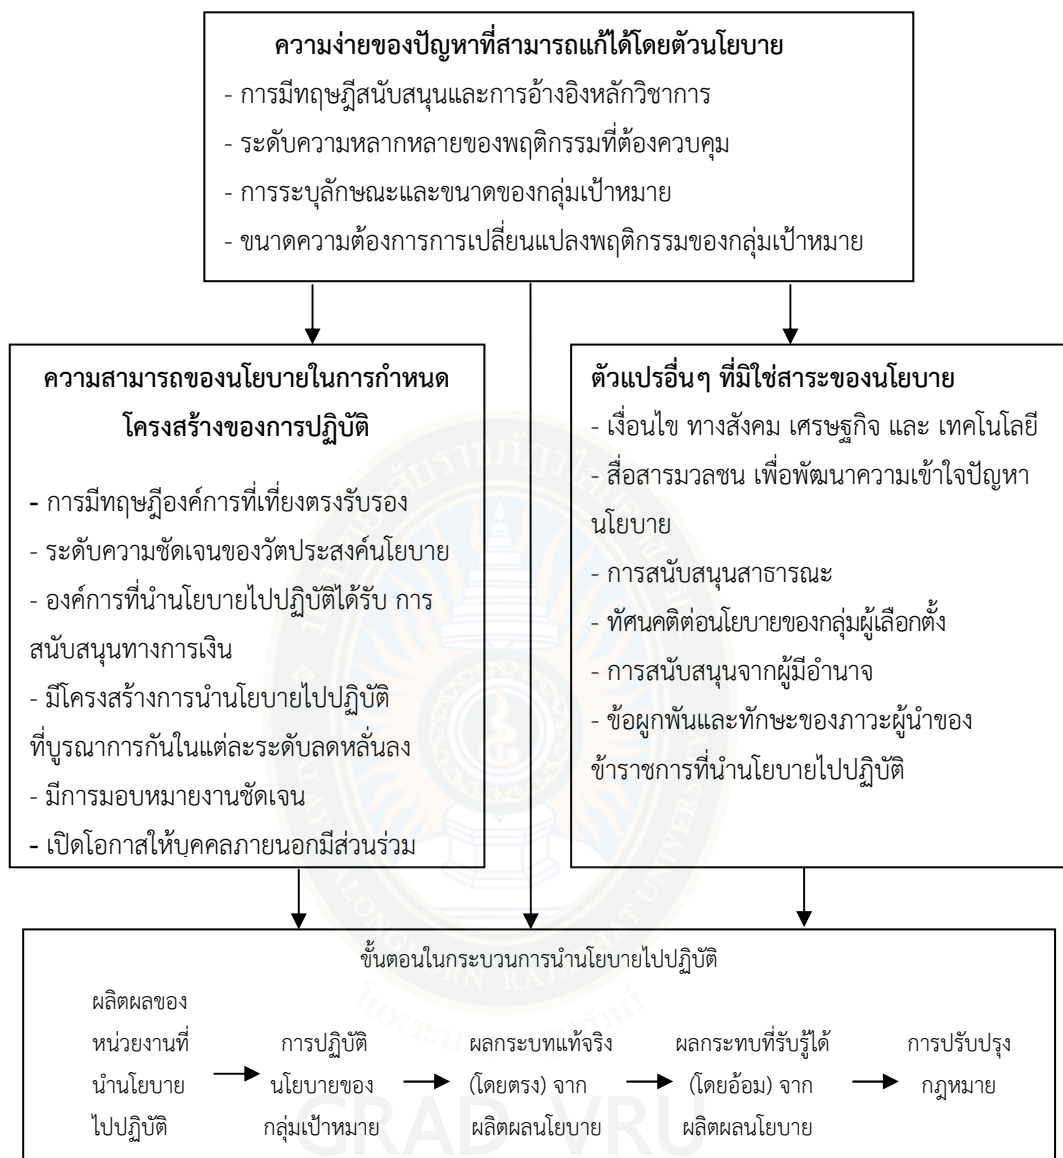 ความง่ายของปัญหาที่สามารถแก้ได้โดยตัวนโยบาย
- การมีทฤษฎีสนับสนุนและการอ้างอิงหลักวิชาการ
- ระดับความหลากหลายของพฤติกรรมที่ต้องควบคุม
- การระบุลักษณะและขนาดของกลุ่มเป้าหมาย
- ขนาดความต้องการการเปลี่ยนแปลงพฤติกรรมของกลุ่มเป้าหมาย
ความสามารถของนโยบายในการกำหนด
โครงสร้างของการปฏิบัติ
- การมีทฤษฎีองค์การที่เที่ยงตรงรับรอง
- ระดับความชัดเจนของวัตประสงค์นโยบาย
- องค์การที่นำนโยบายไปปฏิบัติได้รับ การ
สนับสนุนทางการเงิน
- มีโครงสร้างการนำนโยบายไปปฏิบัติ
ที่บูรณาการกันในแต่ละระดับลดหลั่นลง
- มีการมอบหมายงานชัดเจน
- เปิดโอกาสให้บุคคลภายนอกมีส่วนร่วม
ตัวแปรอื่นๆ ที่มิใช่สาระของนโยบาย
- เงื่อนไข ทางสังคม เศรษฐกิจ และ เทคโนโลยี
- สื่อสารมวลชน เพื่อพัฒนาความเข้าใจปัญหา
นโยบาย
- การสนับสนุนสาธารณะ
- ทัศนคติต่อนโยบายของกลุ่มผู้เลือกตั้ง
- การสนับสนุนจากผู้มีอำนาจ
- ข้อผูกพันและทักษะของภาวะผู้นำของ
ข้าราชการที่นำนโยบายไปปฏิบัติ
ขั้นตอนในกระบวนการนำนโยบายไปปฏิบัติ
ผลิตผลของ
หน่วยงานที่
นำนโยบาย
ไปปฏิบัติ
การปฏิบัติ
นโยบายของ
กลุ่มเป้าหมาย
ผลกระบทแท้จริง
(โดยตรง) จาก
ผลิตผลนโยบาย
ผลกระทบที่รับรู้ได้
(โดยอ้อม) จาก
ผลิตผลนโยบาย
การปรับปรุง
กฎหมาย
GRAD VRU